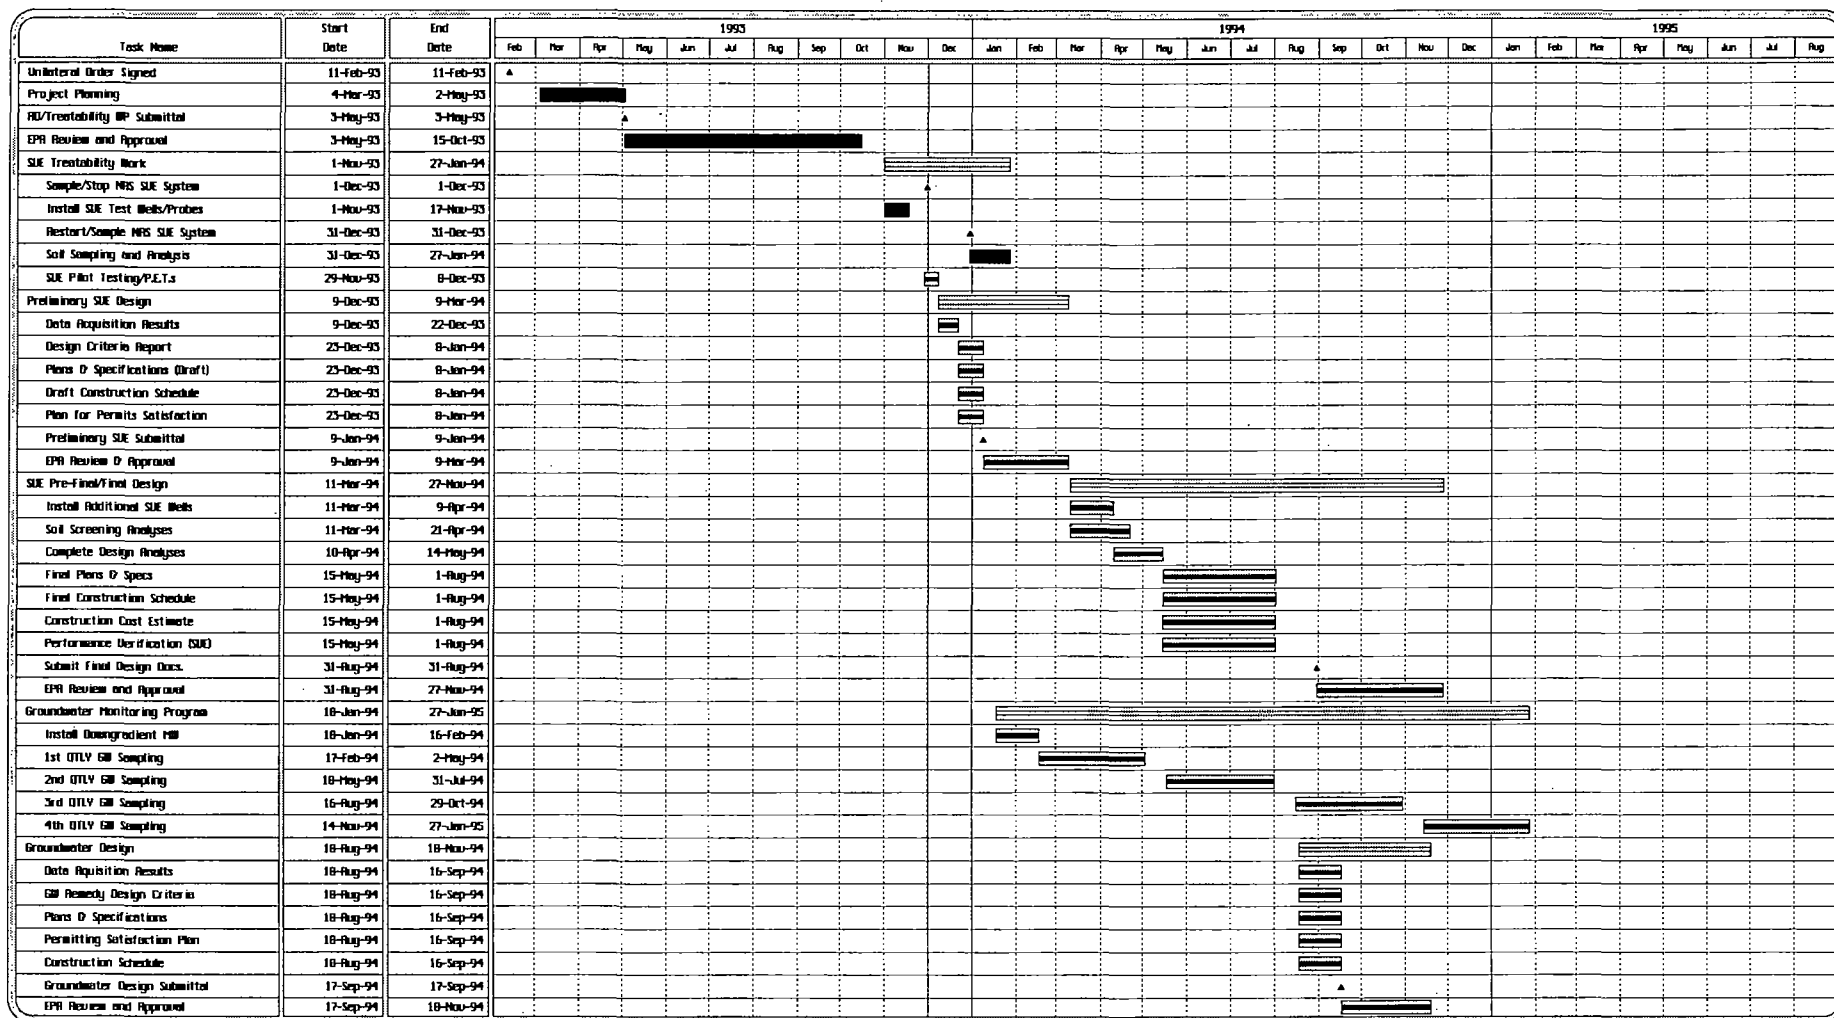 1993 1994 1995
Task Name Start Date End Date Feb Mar Apr May Jun Jul Aug Sep Oct Nov Dec Jan Feb Mar Apr May Jun Jul Aug Sep Oct Nov Dec Jan Feb Mar Apr May Jun Jul Aug
Unilateral Order Signed 11-Feb-93 11-Feb-93
Project Planning 4-Mar-93 2-May-93
RD/Treatability WP Submittal 3-May-93 3-May-93
EPA Review and Approval 3-May-93 15-Oct-93
SVE Treatability Work 1-Nov-93 27-Jan-94
Sample/Stop MRS SVE System 1-Dec-93 1-Dec-93
Install SVE Test Wells/Probes 1-Nov-93 17-Nov-93
Restart/Sample MRS SVE System 31-Dec-93 31-Dec-93
Soil Sampling and Analysis 31-Dec-93 27-Jan-94
SVE Pilot Testing/P.E.T.s 29-Nov-93 8-Dec-93
Preliminary SVE Design 9-Dec-93 9-Mar-94
Data Acquisition Results 9-Dec-93 22-Dec-93
Design Criteria Report 23-Dec-93 8-Jan-94
Plans & Specifications (Draft) 23-Dec-93 8-Jan-94
Draft Construction Schedule 23-Dec-93 8-Jan-94
Plan for Permits Satisfaction 23-Dec-93 8-Jan-94
Preliminary SVE Submittal 9-Jan-94 9-Jan-94
EPA Review & Approval 9-Jan-94 9-Mar-94
SVE Pre-Final/Final Design 11-Mar-94 27-Nov-94
Install Additional SVE Wells 11-Mar-94 9-Apr-94
Soil Screening Analyses 11-Mar-94 21-Apr-94
Complete Design Analyses 10-Apr-94 14-May-94
Final Plans & Specs 15-May-94 1-Aug-94
Final Construction Schedule 15-May-94 1-Aug-94
Construction Cost Estimate 15-May-94 1-Aug-94
Performance Verification (SVE) 15-May-94 1-Aug-94
Submit Final Design Docs. 31-Aug-94 31-Aug-94
EPA Review and Approval 31-Aug-94 27-Nov-94
Groundwater Monitoring Program 18-Jan-94 27-Jan-95
Install Downgradient MW 18-Jan-94 16-Feb-94
1st QTLY GW Sampling 17-Feb-94 2-May-94
2nd QTLY GW Sampling 18-May-94 31-Jul-94
3rd QTLY GW Sampling 16-Aug-94 29-Oct-94
4th QTLY GW Sampling 14-Nov-94 27-Jan-95
Groundwater Design 18-Aug-94 18-Nov-94
Data Aquisition Results 18-Aug-94 16-Sep-94
GW Remedy Design Criteria 18-Aug-94 16-Sep-94
Plans & Specifications 18-Aug-94 16-Sep-94
Permitting Satisfaction Plan 18-Aug-94 16-Sep-94
Construction Schedule 18-Aug-94 16-Sep-94
Groundwater Design Submittal 17-Sep-94 17-Sep-94
EPA Review and Approval 17-Sep-94 18-Nov-94